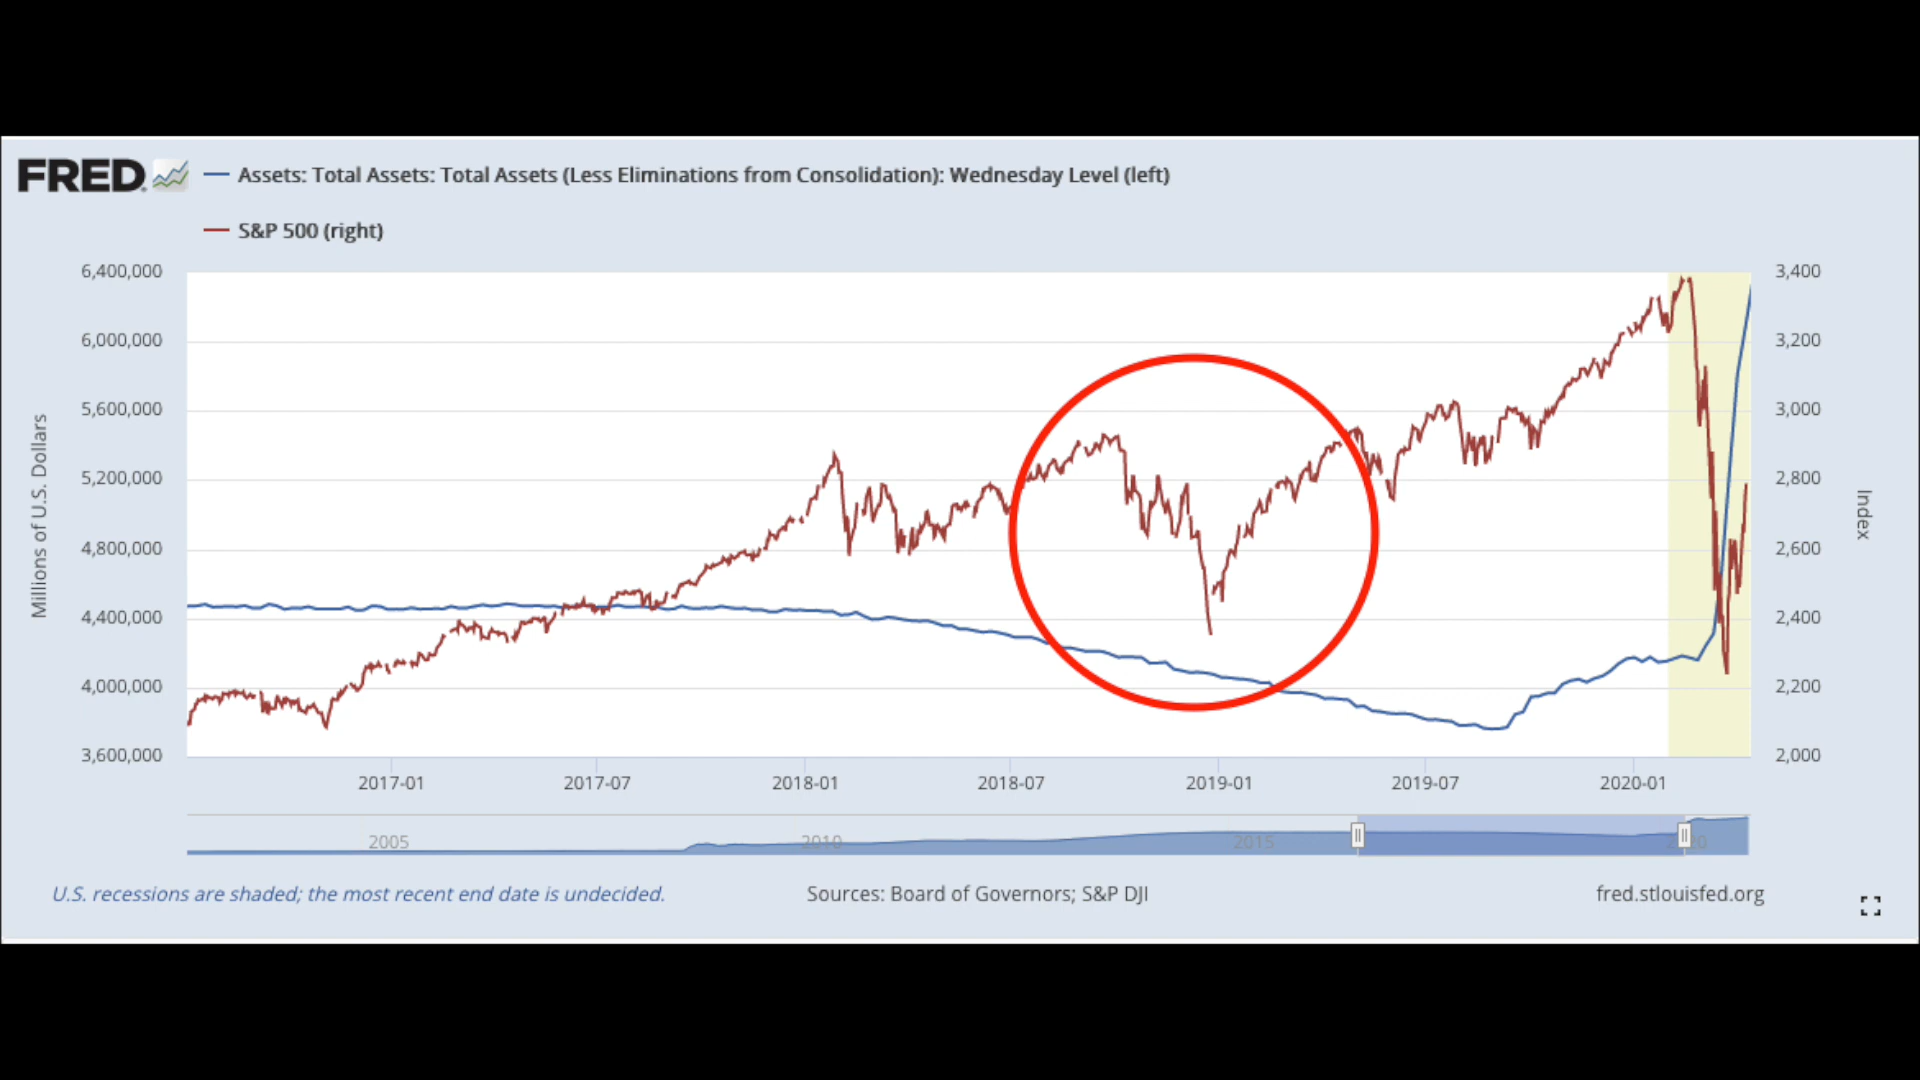 FRED
Assets: Total Assets: Total Assets (Less Eliminations from Consolidation): Wednesday Level (left)
S&P 500 (right)
6,400,000
6,000,000
5,600,000
5,200,000
4,800,000
4,400,000
4,000,000
3,600,000
Millions of U.S. Dollars
3,400
3,200
3,000
2,800
2,600
2,400
2,200
2,000
Index
2017-01 2017-07 2018-01 2018-07 2019-01 2019-07 2020-01
2005 2010 2015
U.S. recessions are shaded; the most recent end date is undecided.
Sources: Board of Governors; S&P DJI
fred.stlouisfed.org